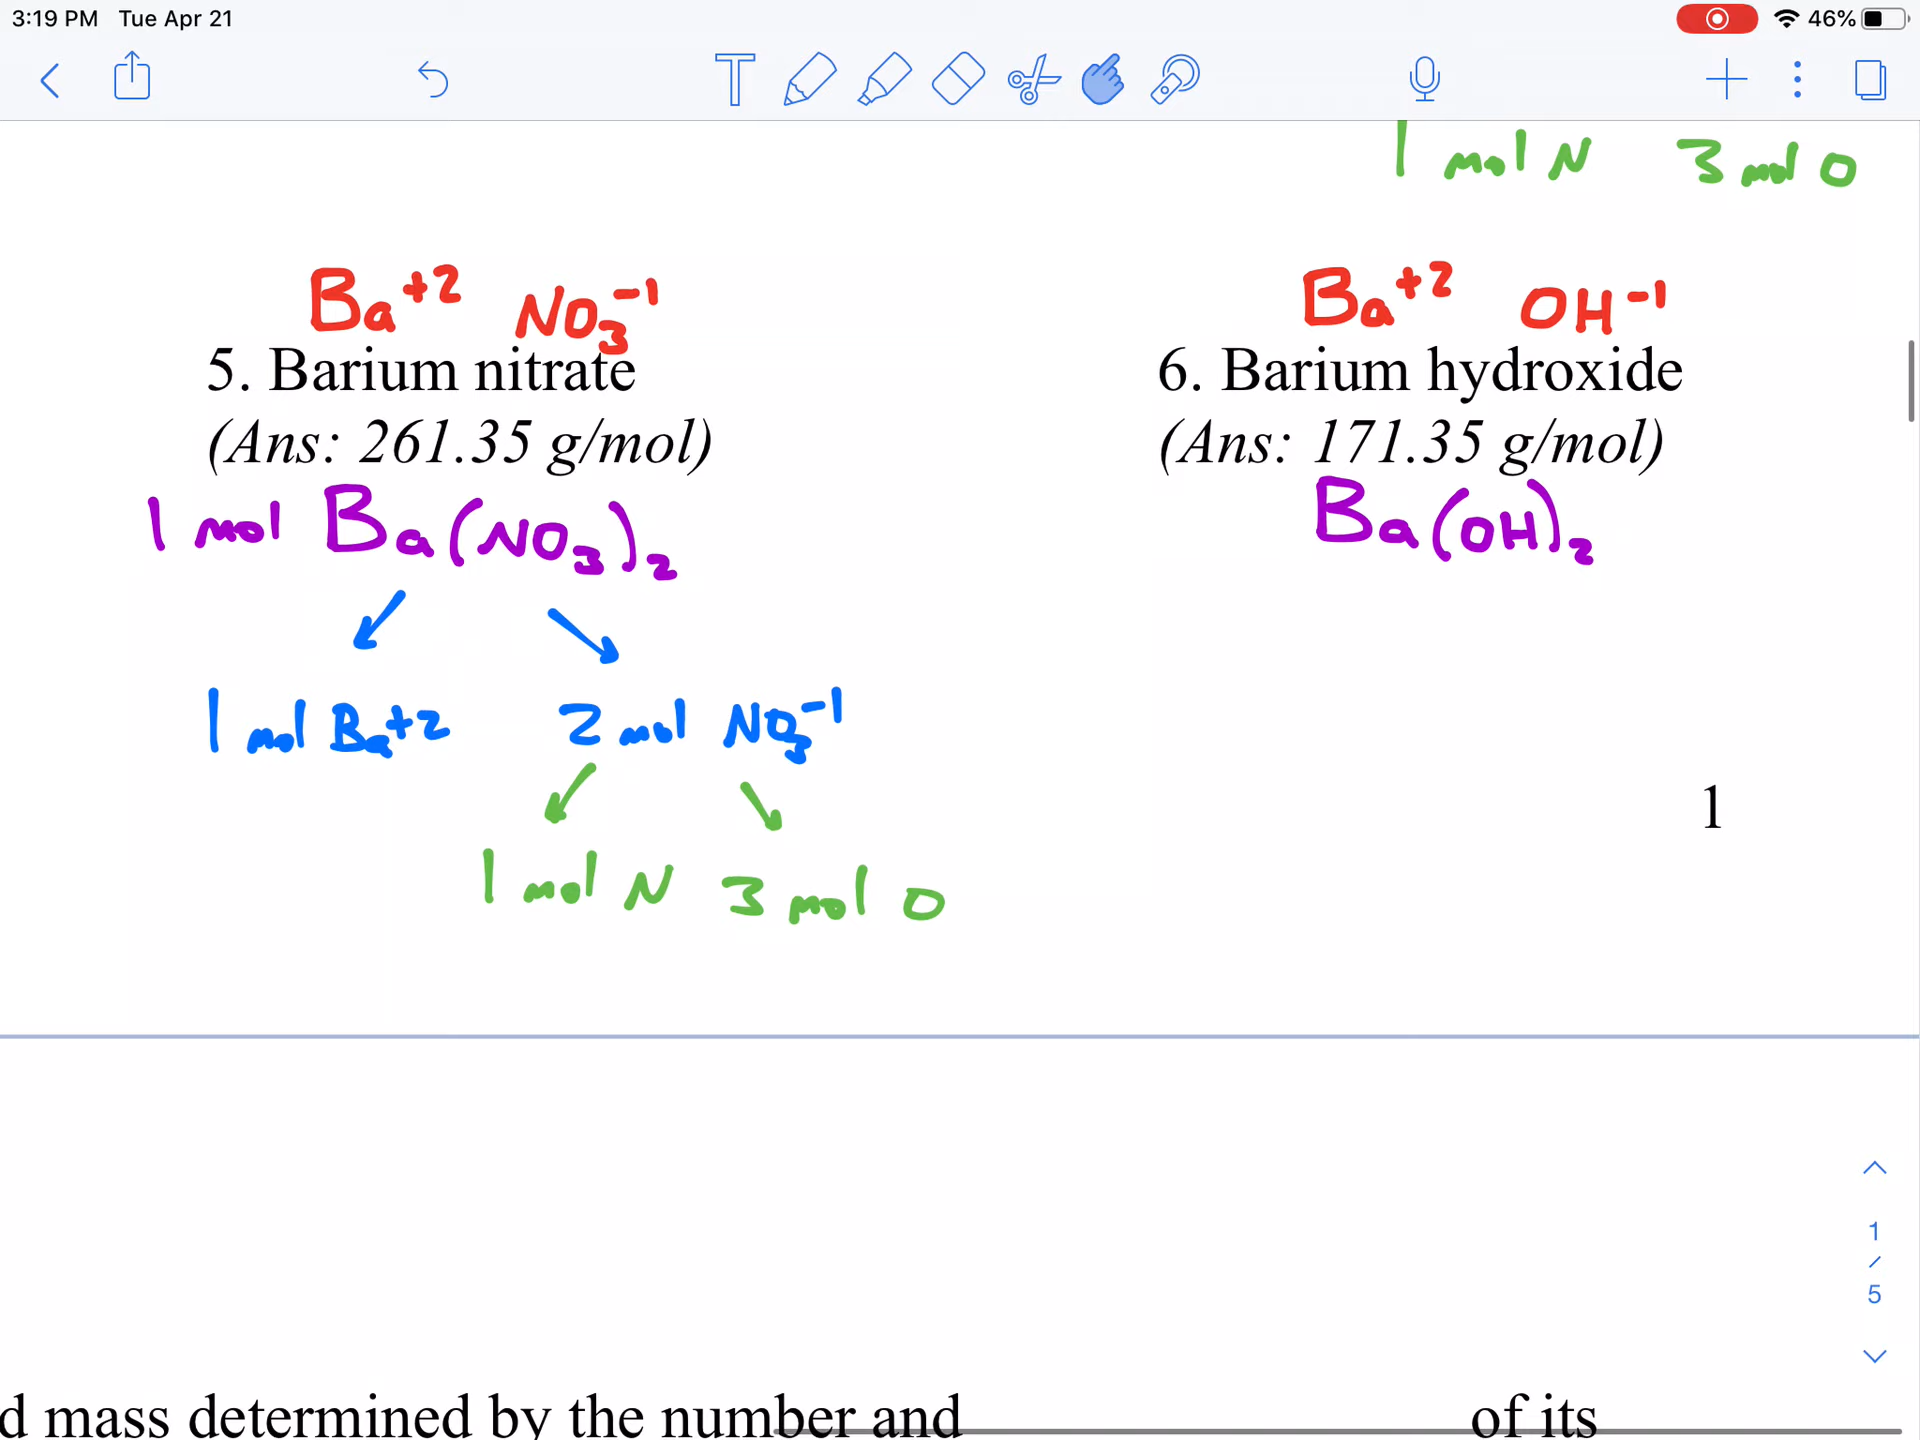 3:19 PM Tue Apr 21
46%
1 mol N 3 mol O
Ba⁺² NO₃⁻¹
5. Barium nitrate
(Ans: 261.35 g/mol)
1 mol Ba(NO₃)₂
1 mol Ba⁺² 2 mol NO₃⁻¹
1 mol N 3 mol O
Ba⁺² OH⁻¹
6. Barium hydroxide
(Ans: 171.35 g/mol)
Ba(OH)₂
1
1
/
5
d mass determined by the number and of its